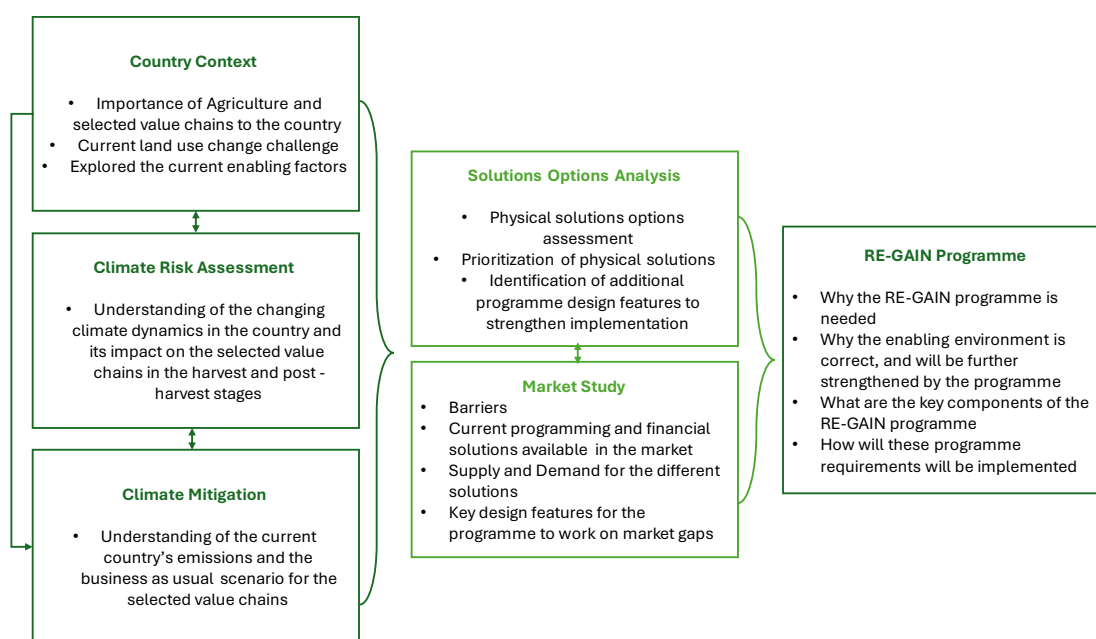 Country Context
• Importance of Agriculture and
selected value chains to the country
• Current land use change challenge
• Explored the current enabling factors
Climate Risk Assessment
• Understanding of the changing
climate dynamics in the country and
its impact on the selected value
chains in the harvest and post -
harvest stages
Climate Mitigation
• Understanding of the current
country's emissions and the
business as usual scenario for the
selected value chains
Solutions Options Analysis
• Physical solutions options
assessment
• Prioritization of physical solutions
• Identification of additional
programme design features to
strengthen implementation
Market Study
• Barriers
• Current programming and financial
solutions available in the market
• Supply and Demand for the different
solutions
• Key design features for the
programme to work on market gaps
RE-GAIN Programme
• Why the RE-GAIN programme is
needed
• Why the enabling environment is
correct, and will be further
strengthened by the programme
• What are the key components of the
RE-GAIN programme
• How will these programme
requirements will be implemented